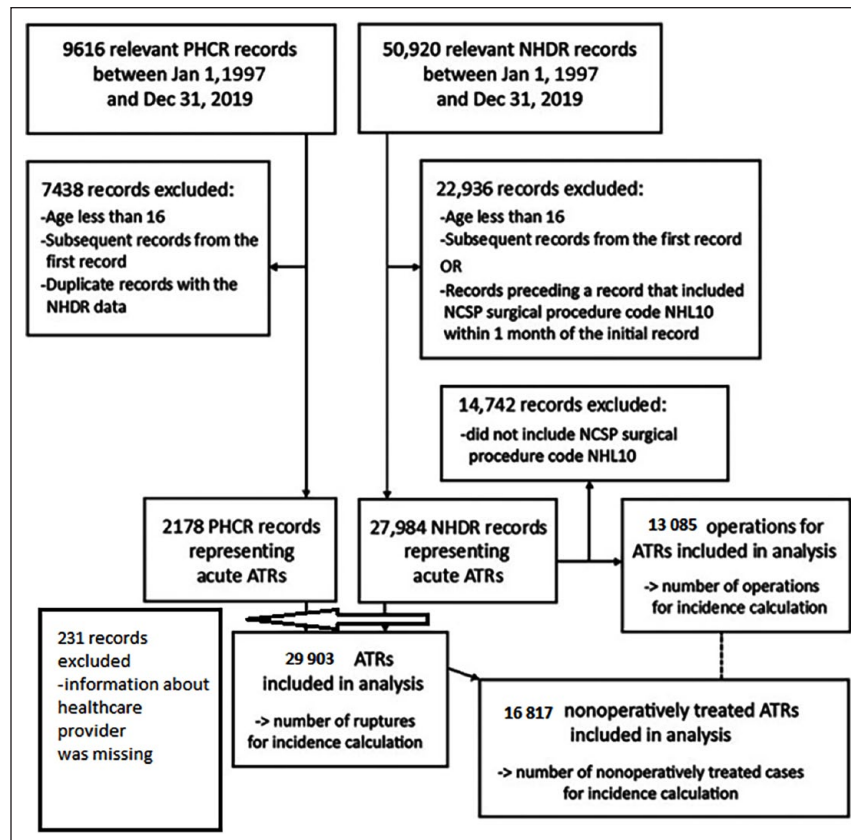 9616 relevant PHCR records
between Jan 1, 1997
and Dec 31, 2019
50,920 relevant NHDR records
between Jan 1, 1997
and Dec 31, 2019
7438 records excluded:
-Age less than 16
-Subsequent records from the
first record
-Duplicate records with the
NHDR data
22,936 records excluded:
-Age less than 16
-Subsequent records from the first record
OR
-Records preceding a record that included
NCSP surgical procedure code NHL10
within 1 month of the initial record
14,742 records excluded:
-did not include NCSP surgical
procedure code NHL10
2178 PHCR records
representing
acute ATRs
27,984 NHDR records
representing
acute ATRs
13 085 operations for
ATRs included in analysis
-> number of operations
for incidence calculation
231 records
excluded
-information about
healthcare
provider
was missing
29 903 ATRs
included in analysis
-> number of ruptures
for incidence calculation
16 817 nonoperatively treated ATRs
included in analysis
-> number of nonoperatively treated cases
for incidence calculation